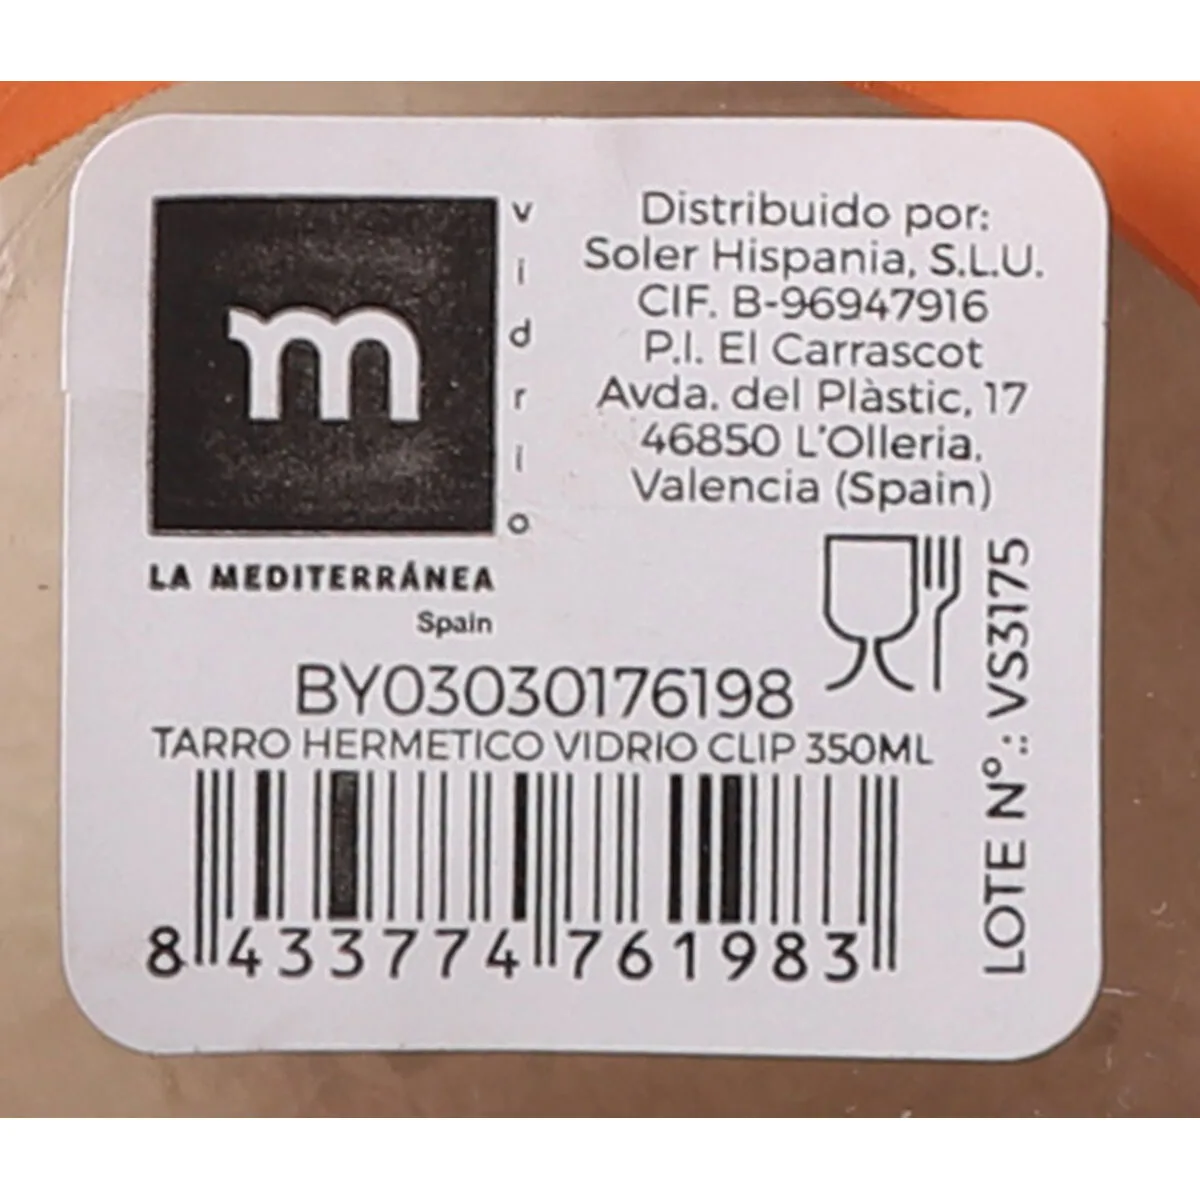 m
vidrio
LA MEDITERRÁNEA
Spain
Distribuido por:
Soler Hispania, S.L.U.
CIF. B-96947916
P.I. El Carrascot
Avda. del Plàstic, 17
46850 L'Olleria,
Valencia (Spain)
LOTE Nº.: VS3175
BY03030176198
TARRO HERMETICO VIDRIO CLIP 350ML
8 433774 761983